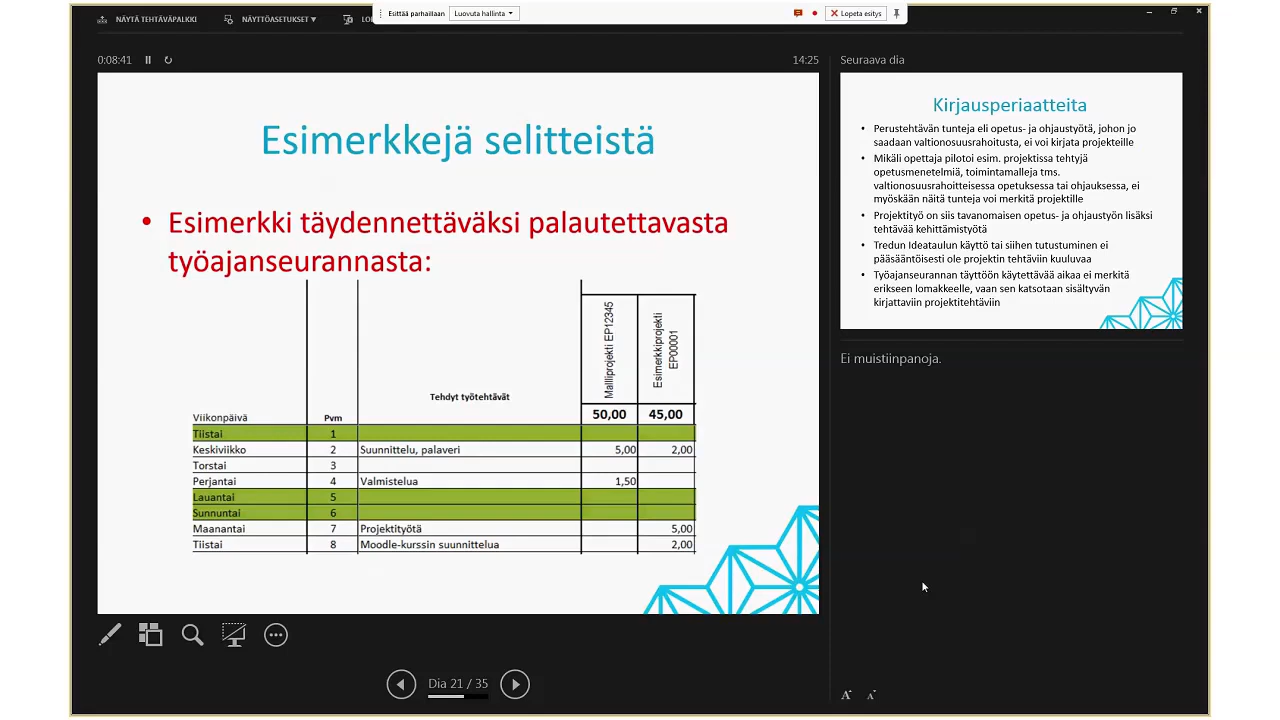 NÄYTÄ TEHTÄVÄPALKKI NÄYTTÖASETUKSET ▼
Esittää parhaillaan Luovuta hallinta Lopeta esitys
0:08:41 14:25
Esimerkkejä selitteistä
• Esimerkki täydennettäväksi palautettavasta
työajanseurannasta:
Mallliprojekti EP12345
Esimerkkiprojekti
EP00001
Tehdyt työtehtävät
Viikonpäivä Pvm 50,00 45,00
Tiistai 1
Keskiviikko 2 Suunnittelu, palaveri 5,00 2,00
Torstai 3
Perjantai 4 Valmistelua 1,50
Lauantai 5
Sunnuntai 6
Maanantai 7 Projektityötä 5,00
Tiistai 8 Moodle-kurssin suunnittelua 2,00
Dia 21 / 35
Seuraava dia
Kirjausperiaatteita
• Perustehtävän tunteja eli opetus- ja ohjaustyötä, johon jo
saadaan valtionosuusrahoitusta, ei voi kirjata projekteille
• Mikäli opettaja pilotoi esim. projektissa tehtyjä
opetusmenetelmiä, toimintamalleja tms.
valtionosuusrahoitteisessa opetuksessa tai ohjauksessa, ei
myöskään näitä tunteja voi merkitä projektille
• Projektityö on siis tavanomaisen opetus- ja ohjaustyön lisäksi
tehtävää kehittämistyötä
• Tredun Ideataulun käyttö tai siihen tutustuminen ei
pääsääntöisesti ole projektin tehtäviin kuuluvaa
• Työajanseurannan täyttöön käytettävää aikaa ei merkitä
erikseen lomakkeelle, vaan sen katsotaan sisältyvän
kirjattaviin projektitehtäviin
Ei muistiinpanoja.
A A